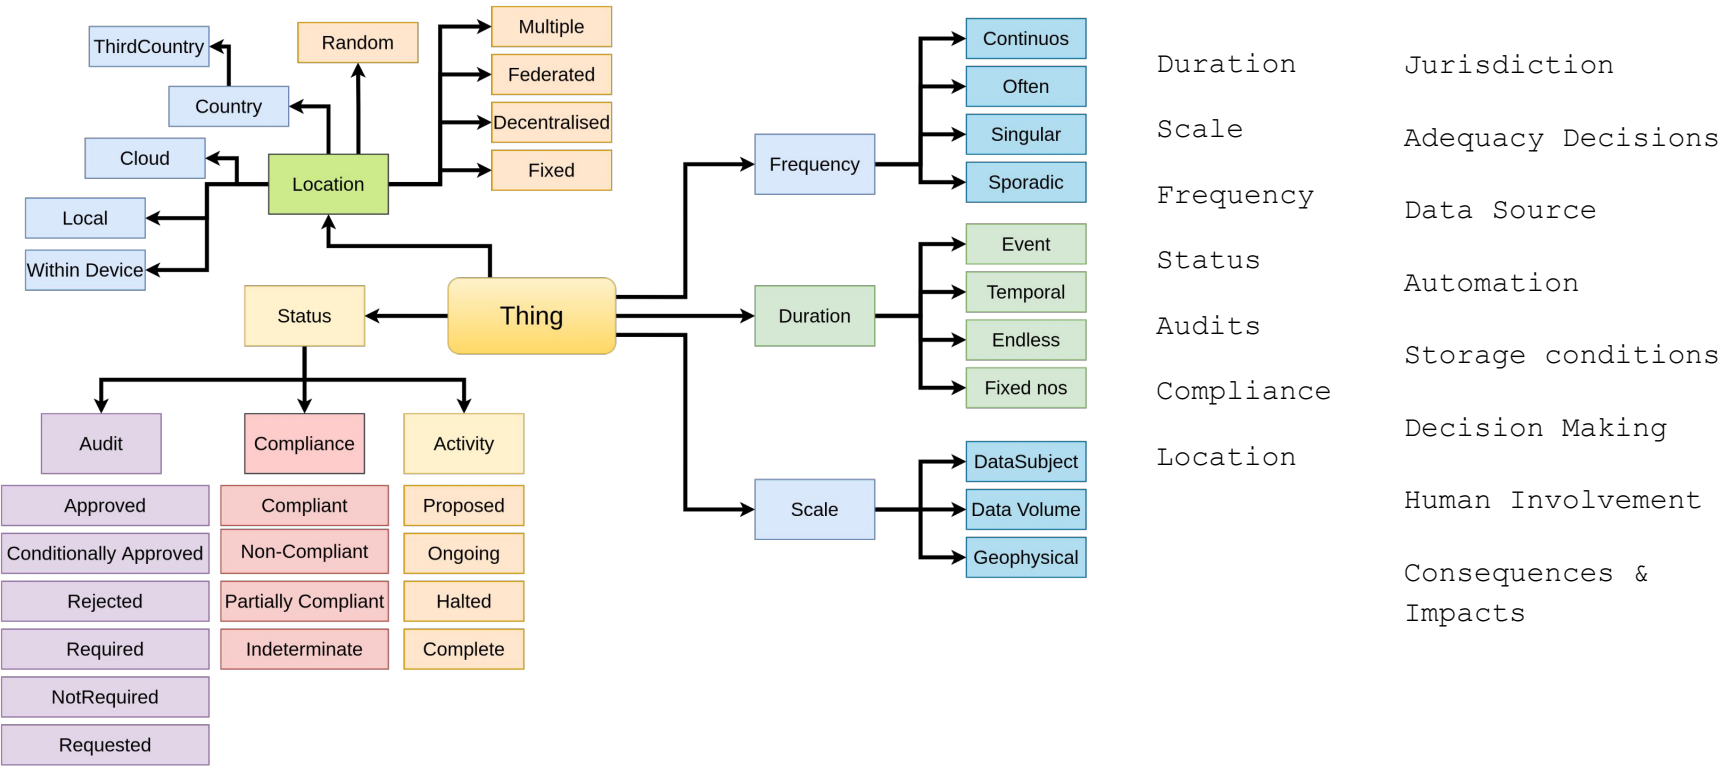 ThirdCountry
Country
Cloud
Local
Within Device
Location
Random
Multiple
Federated
Decentralised
Fixed
Thing
Status
Audit
Approved
Conditionally Approved
Rejected
Required
NotRequired
Requested
Compliance
Compliant
Non-Compliant
Partially Compliant
Indeterminate
Activity
Proposed
Ongoing
Halted
Complete
Frequency
Continuos
Often
Singular
Sporadic
Duration
Event
Temporal
Endless
Fixed nos
Scale
DataSubject
Data Volume
Geophysical
Duration
Scale
Frequency
Status
Audits
Compliance
Location
Jurisdiction
Adequacy Decisions
Data Source
Automation
Storage conditions
Decision Making
Human Involvement
Consequences &
Impacts